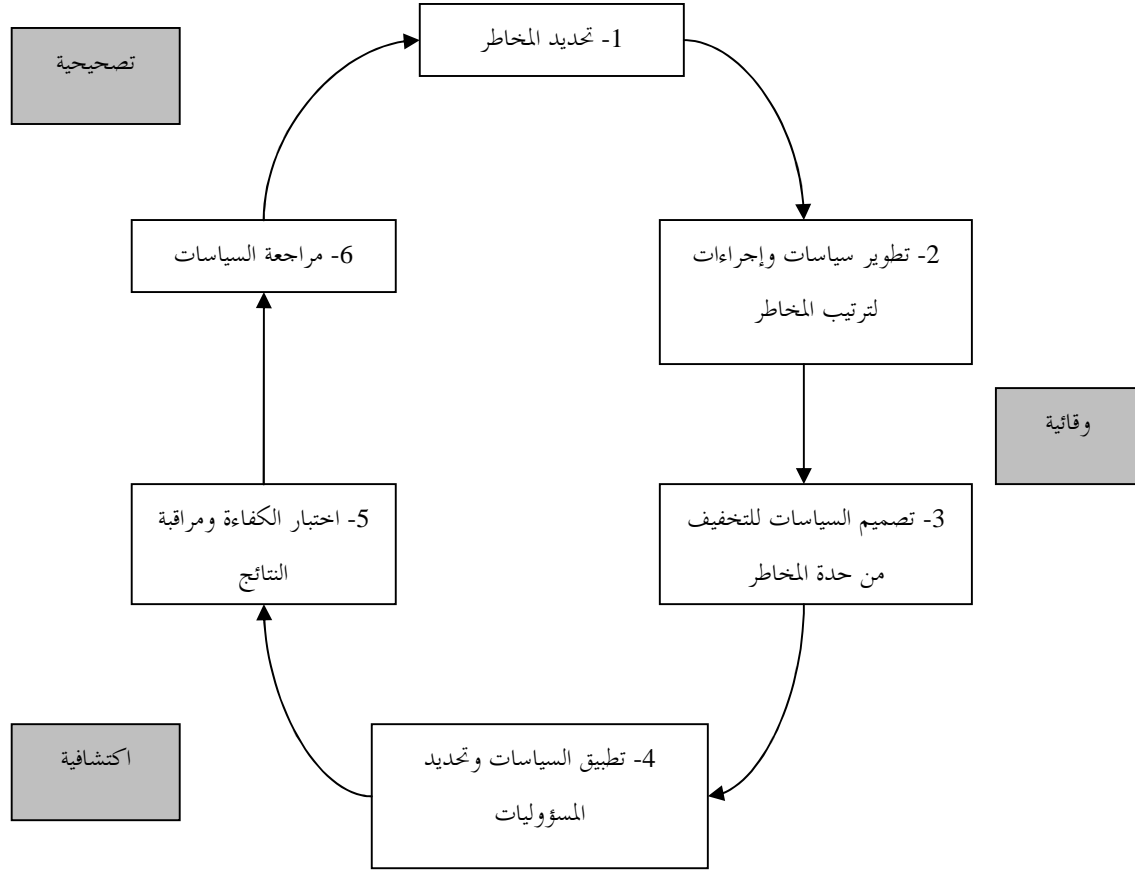 1- تحديد المخاطر
تصحيحية
2- تطوير سياسات وإجراءات
لترتيب المخاطر
6- مراجعة السياسات
وقائية
3- تصميم السياسات للتخفيف
من حدة المخاطر
5- اختبار الكفاءة ومراقبة
النتائج
4- تطبيق السياسات وتحديد
المسؤوليات
اكتشافية